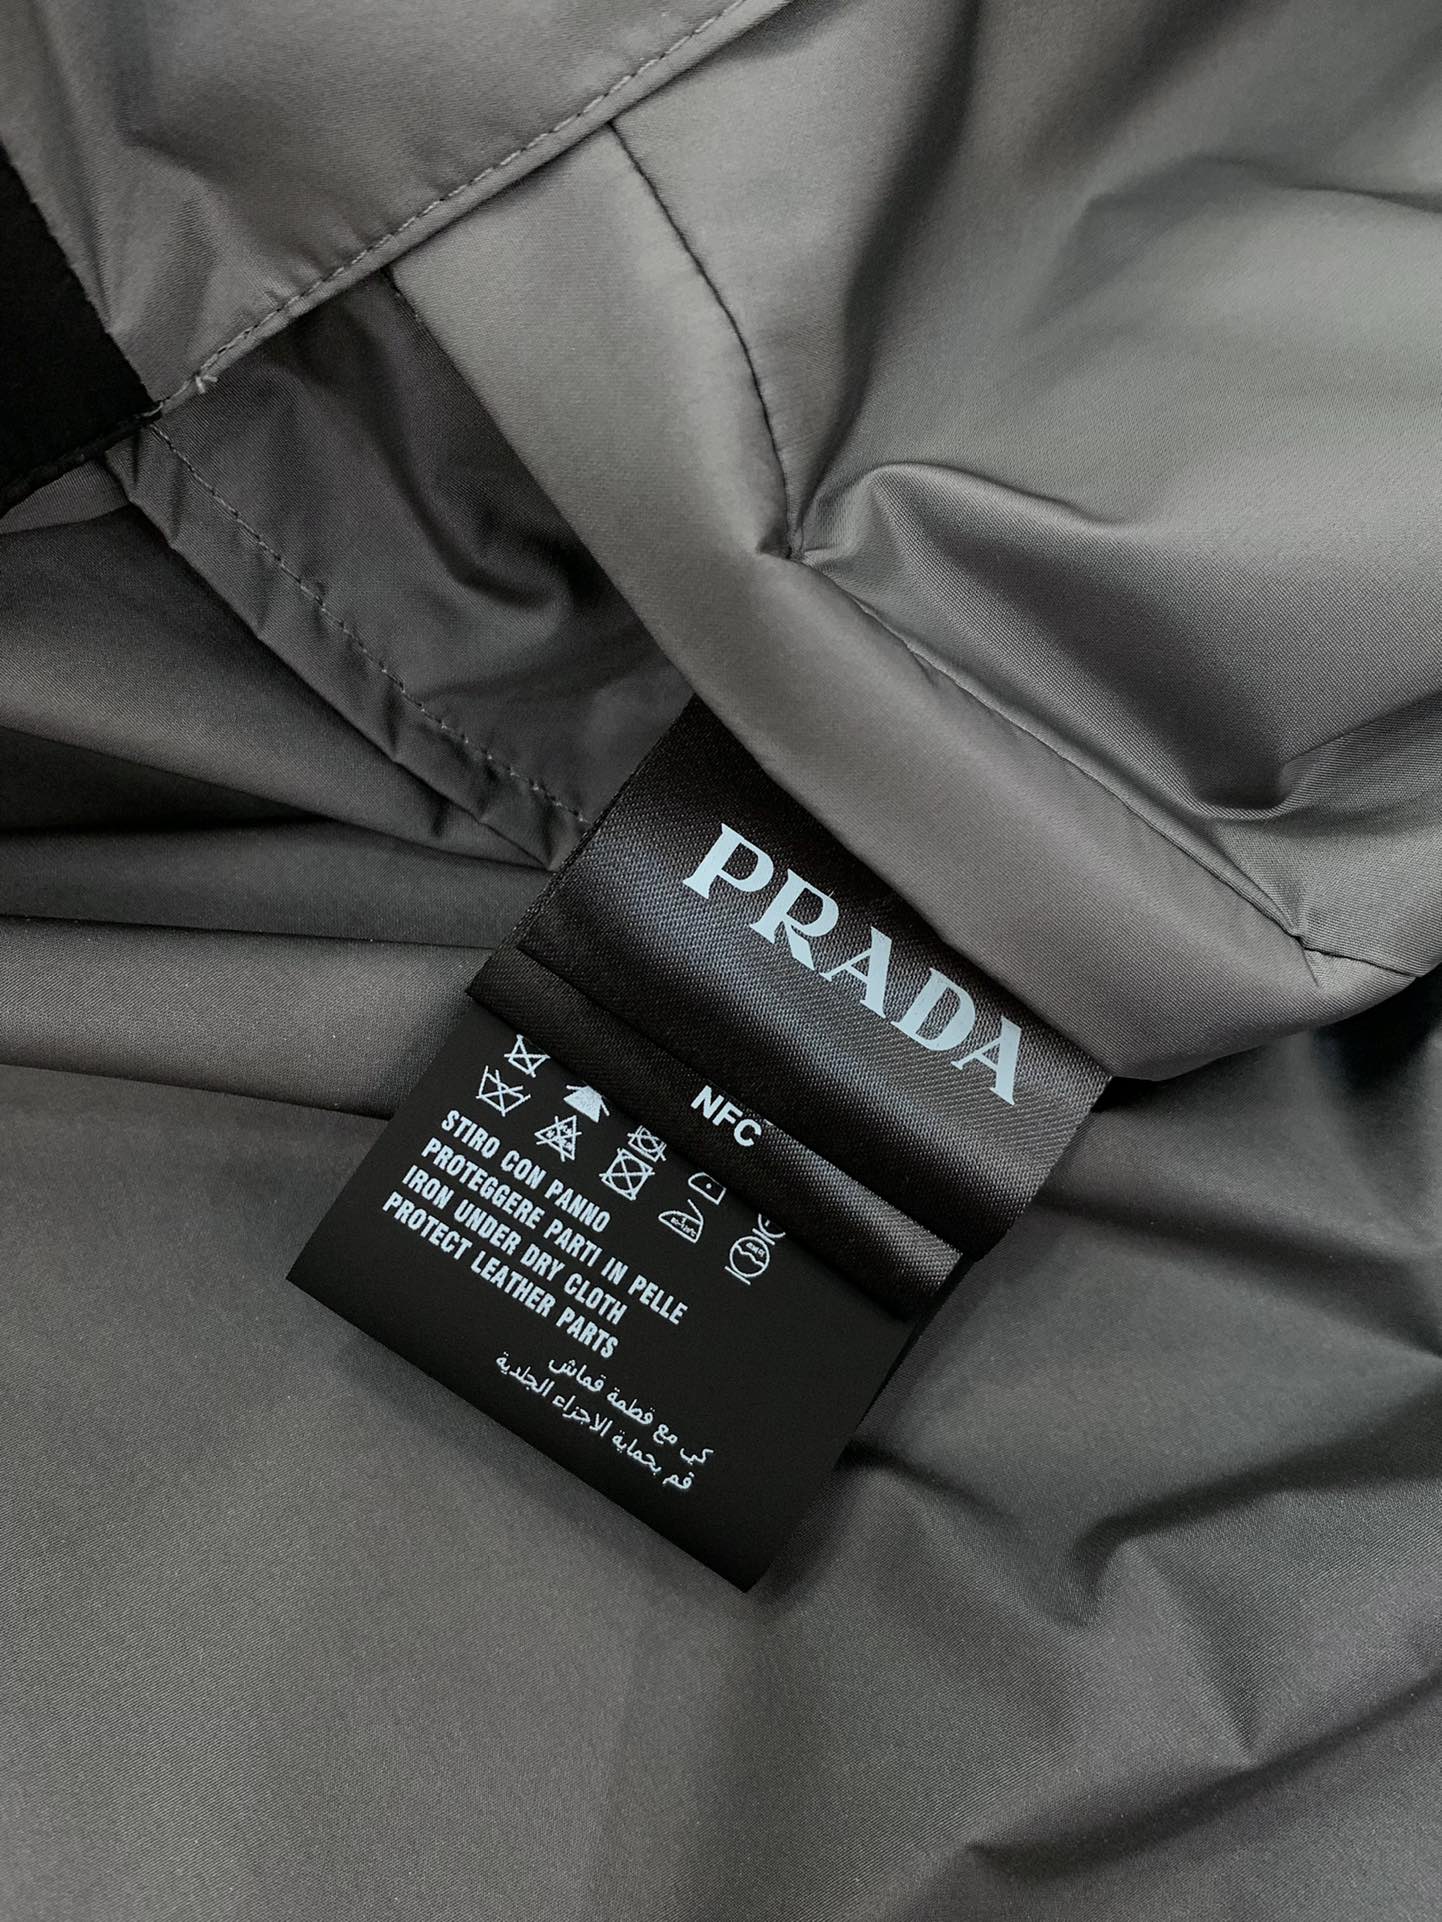 PRADA
NFC
STIRO CON PANNO
PROTEGGERE PARTI IN PELLE
IRON UNDER DRY CLOTH
PROTECT LEATHER PARTS
كي مع قطعة قماش
قم بحماية الاجزاء الجلدية